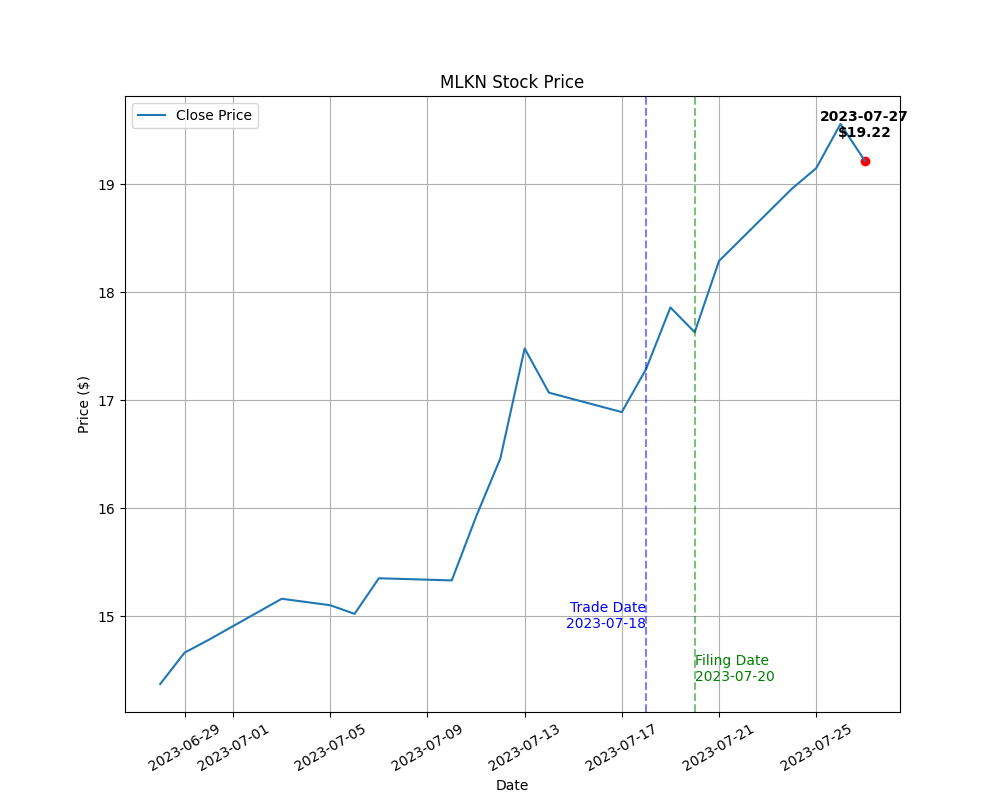 MLKN Stock Price
Close Price
2023-07-27
$19.22
19
18
17
16
15
Price ($)
Trade Date
2023-07-18
Filing Date
2023-07-20
2023-06-29
2023-07-01
2023-07-05
2023-07-09
2023-07-13
2023-07-17
2023-07-21
2023-07-25
Date